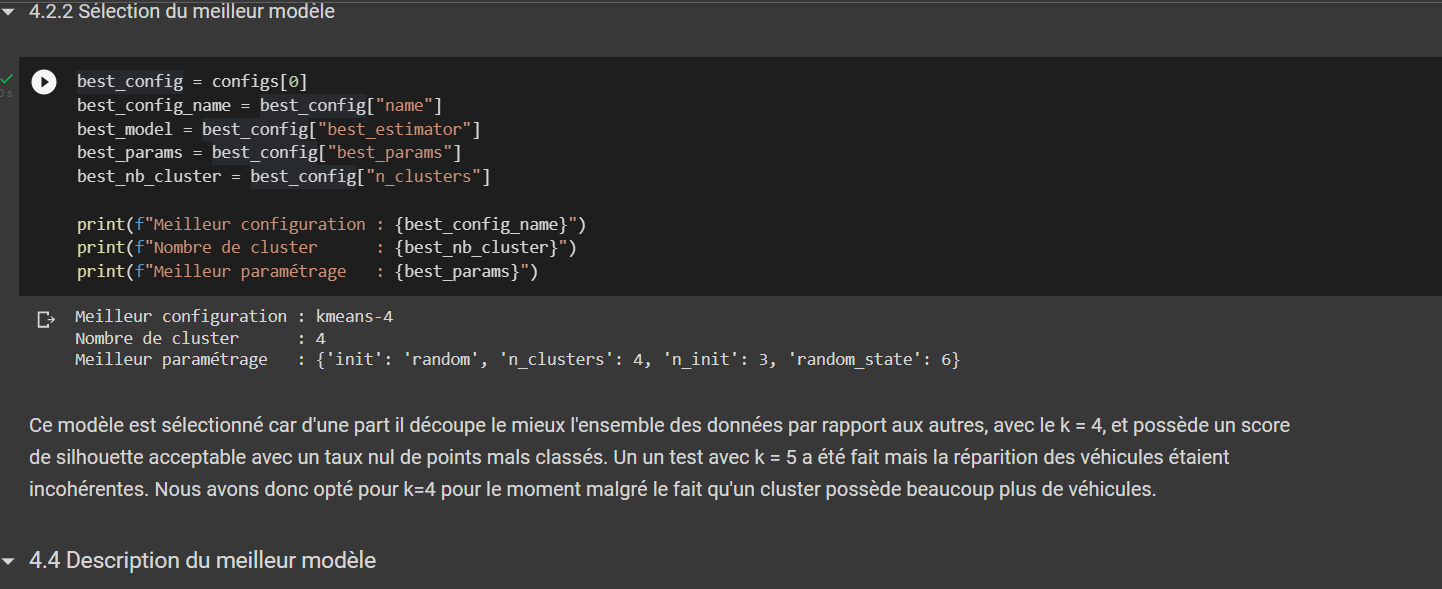 4.2.2 Sélection du meilleur modèle
0s
best_config = configs[0]
best_config_name = best_config["name"]
best_model = best_config["best_estimator"]
best_params = best_config["best_params"]
best_nb_cluster = best_config["n_clusters"]
print(f"Meilleur configuration : {best_config_name}")
print(f"Nombre de cluster      : {best_nb_cluster}")
print(f"Meilleur paramétrage   : {best_params}")
Meilleur configuration : kmeans-4
Nombre de cluster      : 4
Meilleur paramétrage   : {'init': 'random', 'n_clusters': 4, 'n_init': 3, 'random_state': 6}
Ce modèle est sélectionné car d'une part il découpe le mieux l'ensemble des données par rapport aux autres, avec le k = 4, et possède un score
de silhouette acceptable avec un taux nul de points mals classés. Un un test avec k = 5 a été fait mais la réparition des véhicules étaient
incohérentes. Nous avons donc opté pour k=4 pour le moment malgré le fait qu'un cluster possède beaucoup plus de véhicules.
4.4 Description du meilleur modèle